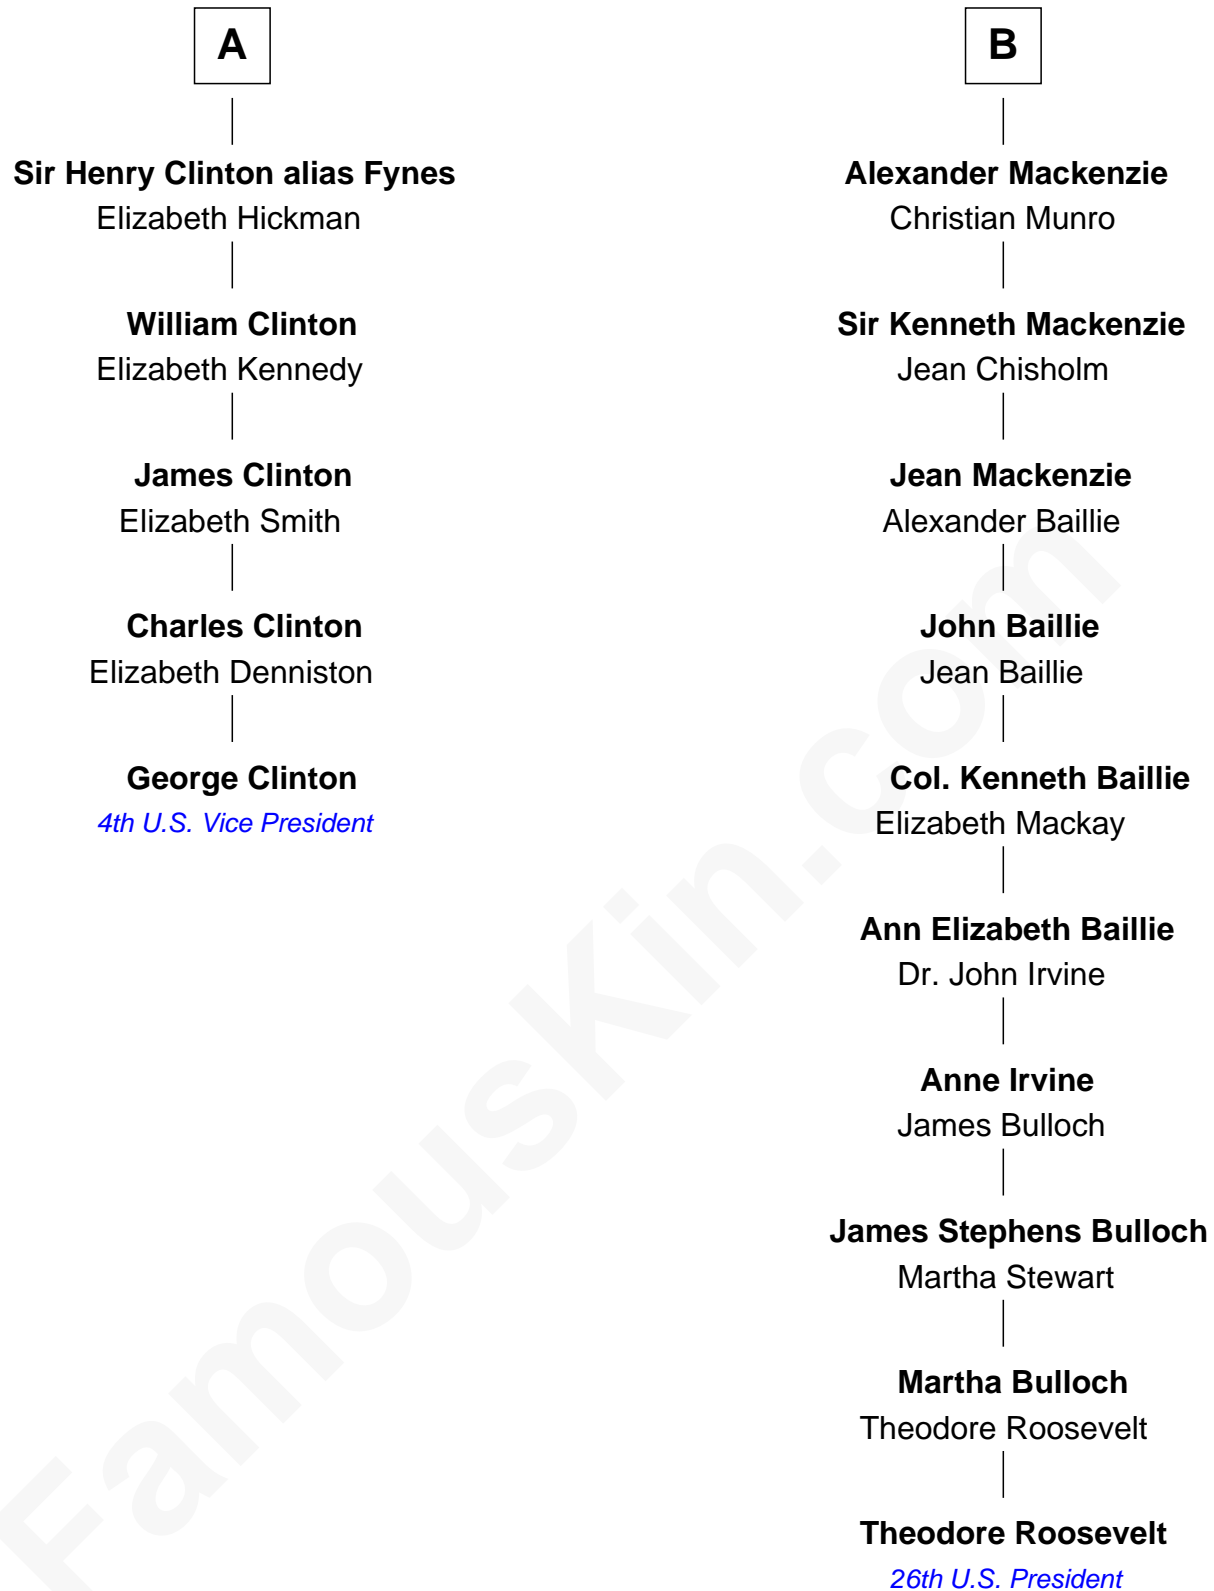 A
Sir Henry Clinton alias Fynes
Elizabeth Hickman
William Clinton
Elizabeth Kennedy
James Clinton
Elizabeth Smith
Charles Clinton
Elizabeth Denniston
George Clinton
4th U.S. Vice President
B
Alexander Mackenzie
Christian Munro
Sir Kenneth Mackenzie
Jean Chisholm
Jean Mackenzie
Alexander Baillie
John Baillie
Jean Baillie
Col. Kenneth Baillie
Elizabeth Mackay
Ann Elizabeth Baillie
Dr. John Irvine
Anne Irvine
James Bulloch
James Stephens Bulloch
Martha Stewart
Martha Bulloch
Theodore Roosevelt
Theodore Roosevelt
26th U.S. President
FamousKin.com